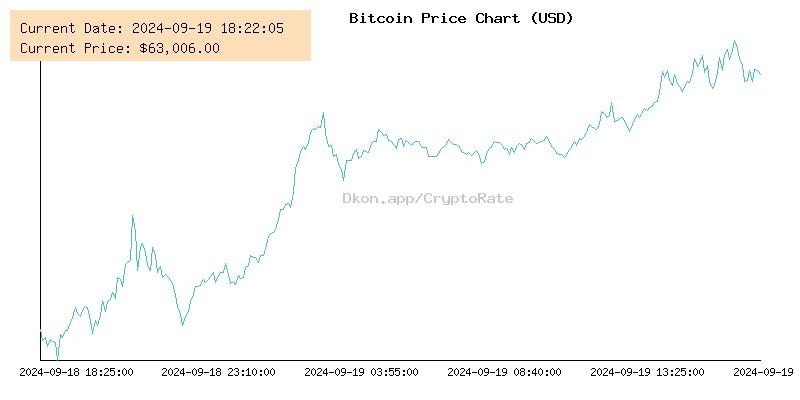 Bitcoin Price Chart (USD)
Current Date: 2024-09-19 18:22:05
Current Price: $63,006.00
Dkon.app/CryptoRate
2024-09-18 18:25:00 2024-09-18 23:10:00 2024-09-19 03:55:00 2024-09-19 08:40:00 2024-09-19 13:25:00 2024-09-19